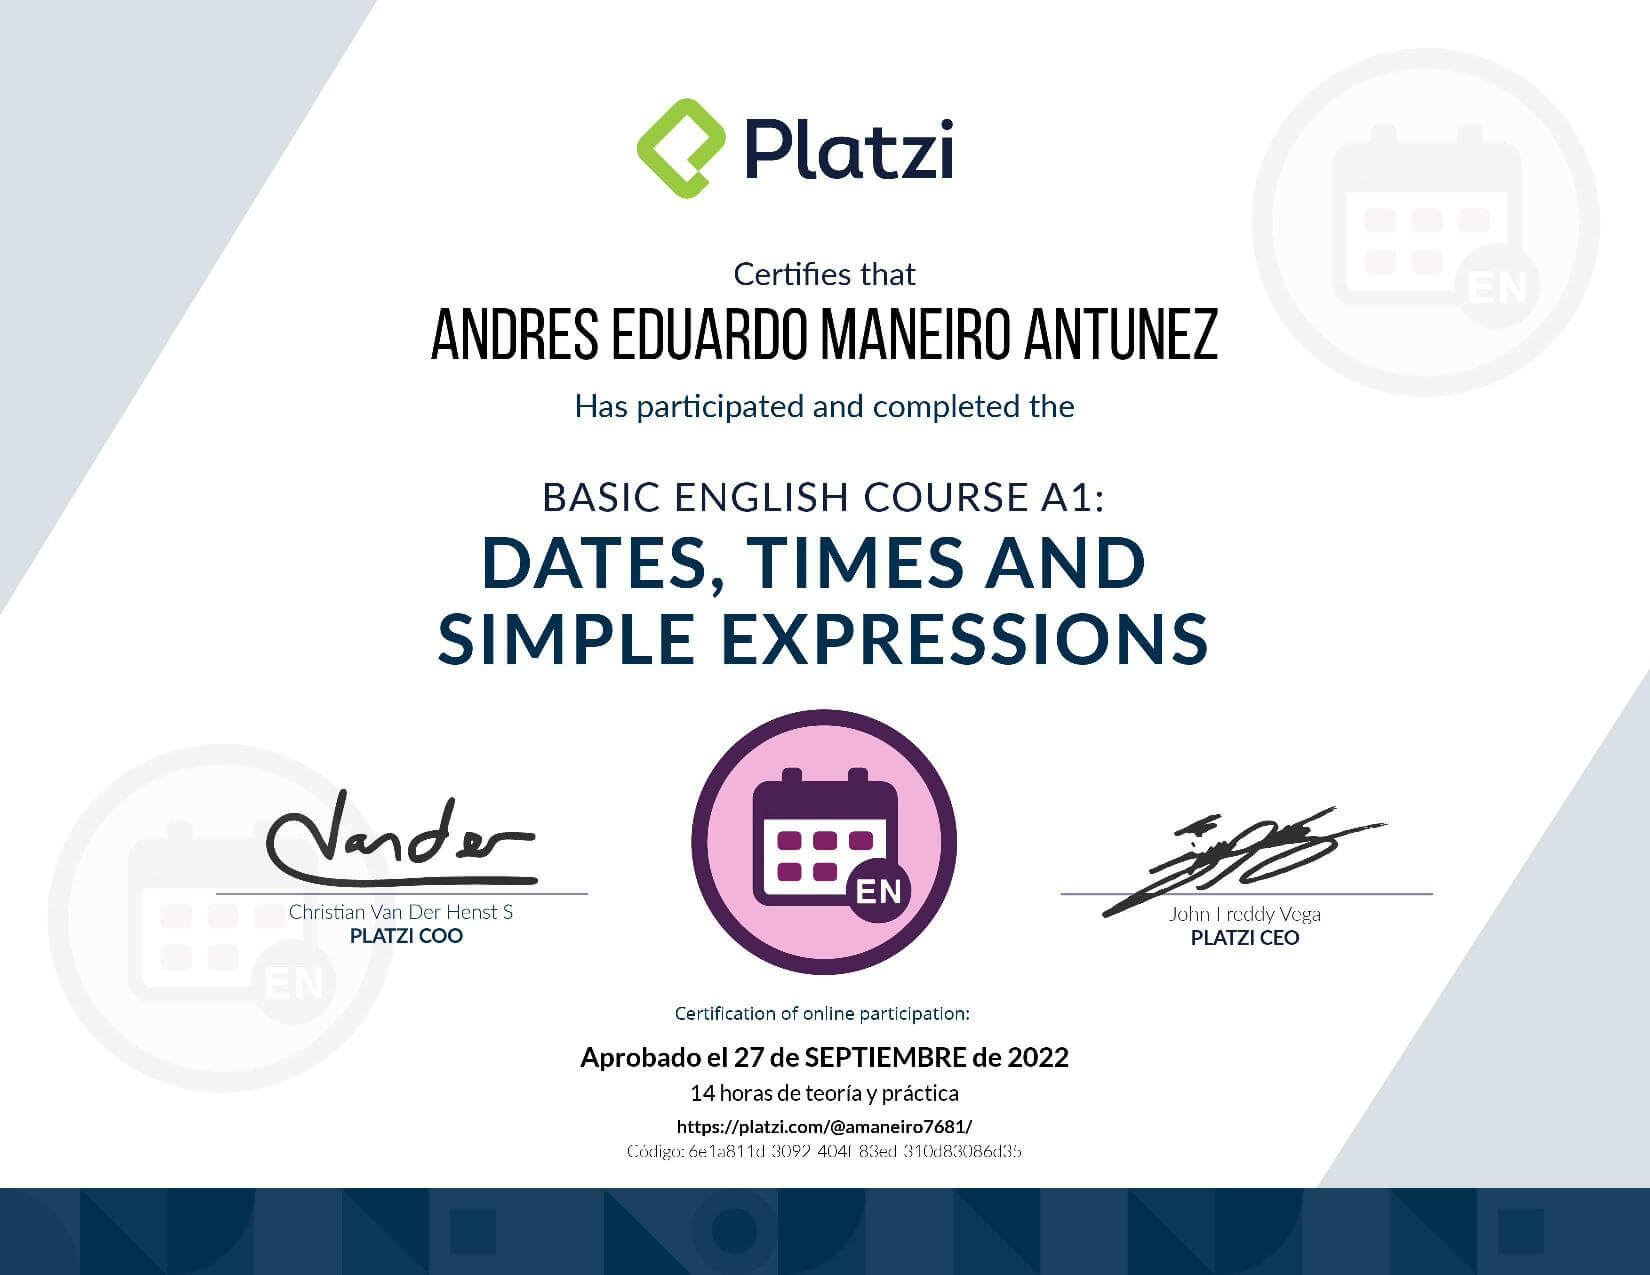 Platzi
Certifies that
ANDRES EDUARDO MANEIRO ANTUNEZ
Has participated and completed the
BASIC ENGLISH COURSE A1:
DATES, TIMES AND
SIMPLE EXPRESSIONS
EN
EN
Vander
Christian Van Der Henst S
PLATZI COO
EN
John Freddy Vega
PLATZI CEO
Certification of online participation:
Aprobado el 27 de SEPTIEMBRE de 2022
14 horas de teoría y práctica
https://platzi.com/@amaneiro7681/
Código: 6e1a811d-3092-404f-83ed-310d83086d35